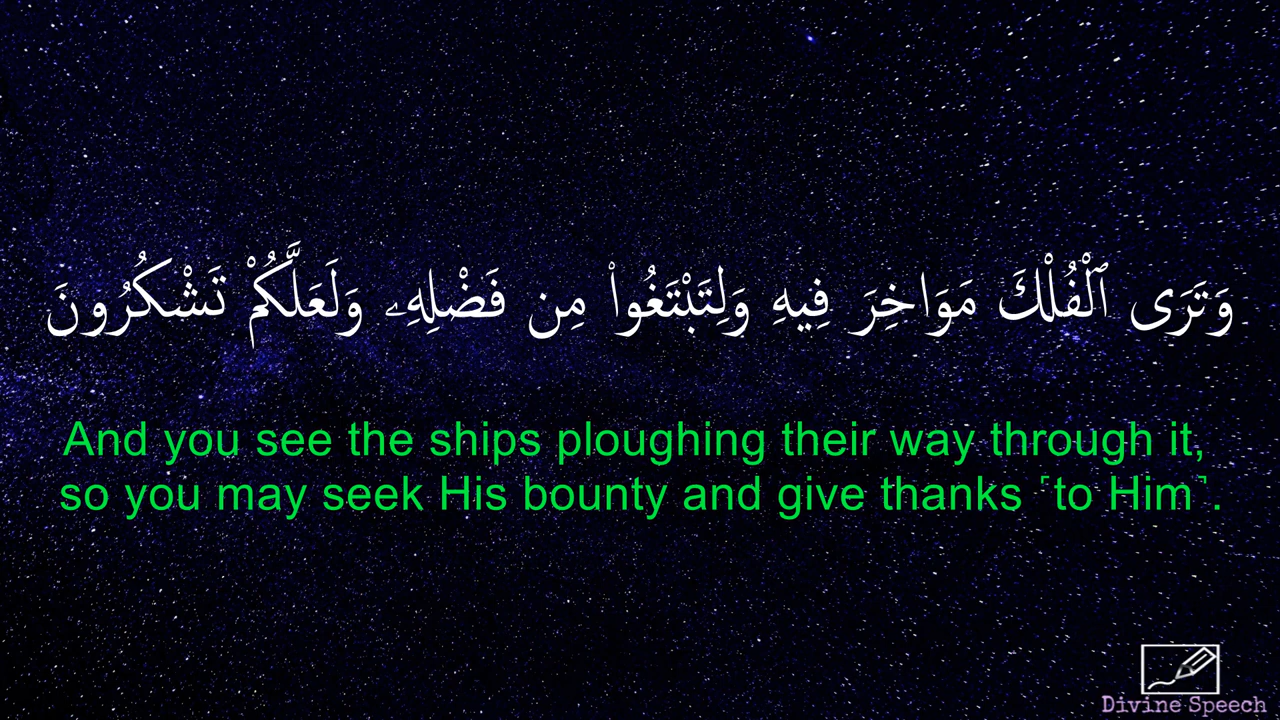 وَتَرَى ٱلْفُلْكَ مَوَاخِرَ فِيهِ وَلِتَبْتَغُوا۟ مِن فَضْلِهِۦ وَلَعَلَّكُمْ تَشْكُرُونَ
And you see the ships ploughing their way through it,
so you may seek His bounty and give thanks ˹to Him˺.
Divine Speech